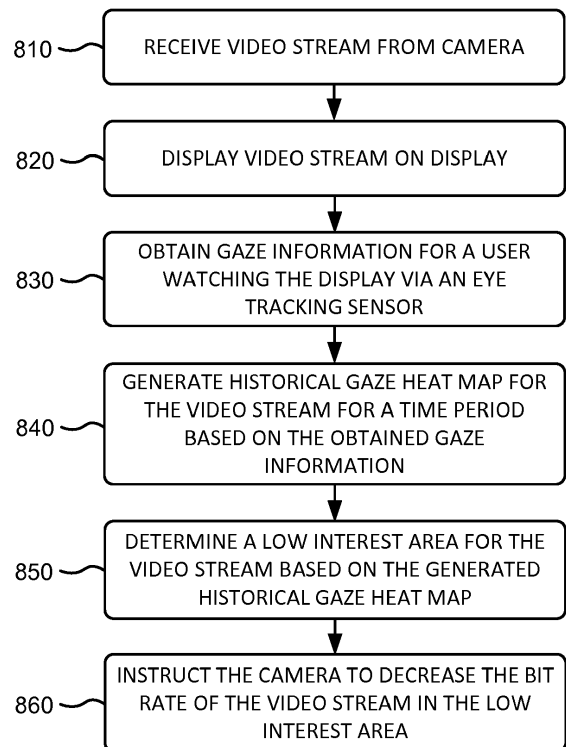 810
RECEIVE VIDEO STREAM FROM CAMERA
820
DISPLAY VIDEO STREAM ON DISPLAY
830
OBTAIN GAZE INFORMATION FOR A USER
WATCHING THE DISPLAY VIA AN EYE
TRACKING SENSOR
840
GENERATE HISTORICAL GAZE HEAT MAP FOR
THE VIDEO STREAM FOR A TIME PERIOD
BASED ON THE OBTAINED GAZE
INFORMATION
850
DETERMINE A LOW INTEREST AREA FOR THE
VIDEO STREAM BASED ON THE GENERATED
HISTORICAL GAZE HEAT MAP
860
INSTRUCT THE CAMERA TO DECREASE THE BIT
RATE OF THE VIDEO STREAM IN THE LOW
INTEREST AREA